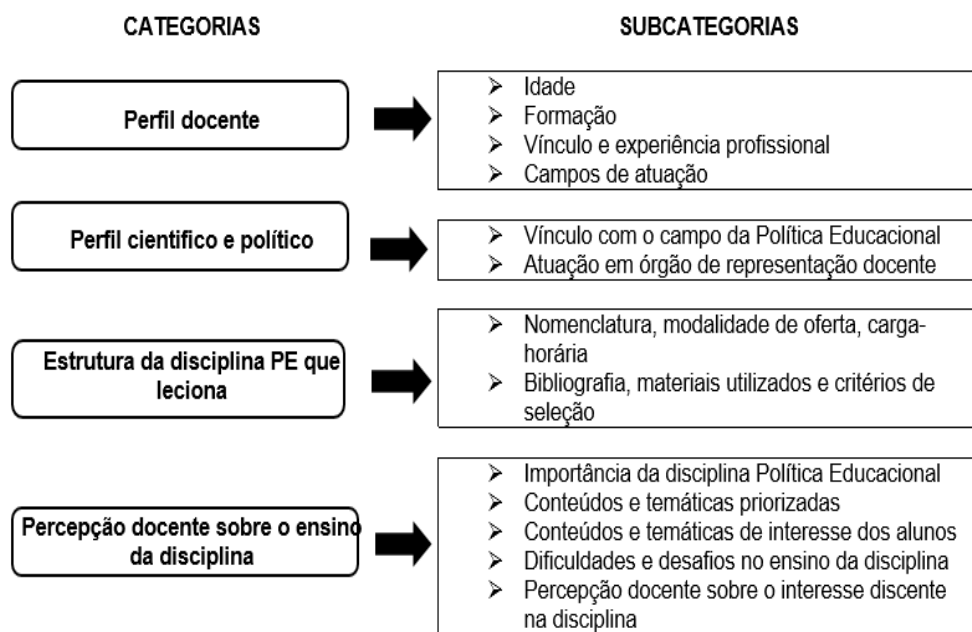 CATEGORIAS
SUBCATEGORIAS
Perfil docente
➢ Idade
➢ Formação
➢ Vínculo e experiência profissional
➢ Campos de atuação
Perfil cientifico e político
➢ Vínculo com o campo da Política Educacional
➢ Atuação em órgão de representação docente
Estrutura da disciplina PE que
leciona
➢ Nomenclatura, modalidade de oferta, carga-
horária
➢ Bibliografia, materiais utilizados e critérios de
seleção
Percepção docente sobre o ensino
da disciplina
➢ Importância da disciplina Política Educacional
➢ Conteúdos e temáticas priorizadas
➢ Conteúdos e temáticas de interesse dos alunos
➢ Dificuldades e desafios no ensino da disciplina
➢ Percepção docente sobre o interesse discente
na disciplina